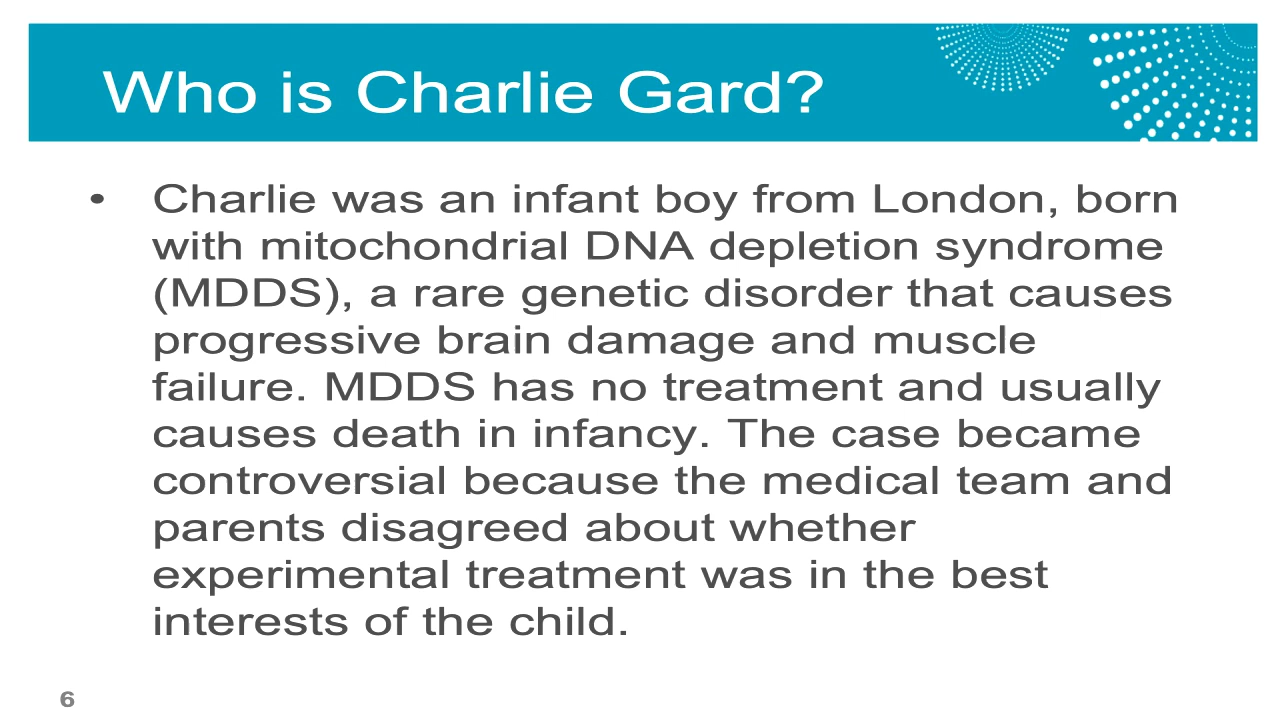 Who is Charlie Gard?
• Charlie was an infant boy from London, born
with mitochondrial DNA depletion syndrome
(MDDS), a rare genetic disorder that causes
progressive brain damage and muscle
failure. MDDS has no treatment and usually
causes death in infancy. The case became
controversial because the medical team and
parents disagreed about whether
experimental treatment was in the best
interests of the child.
6